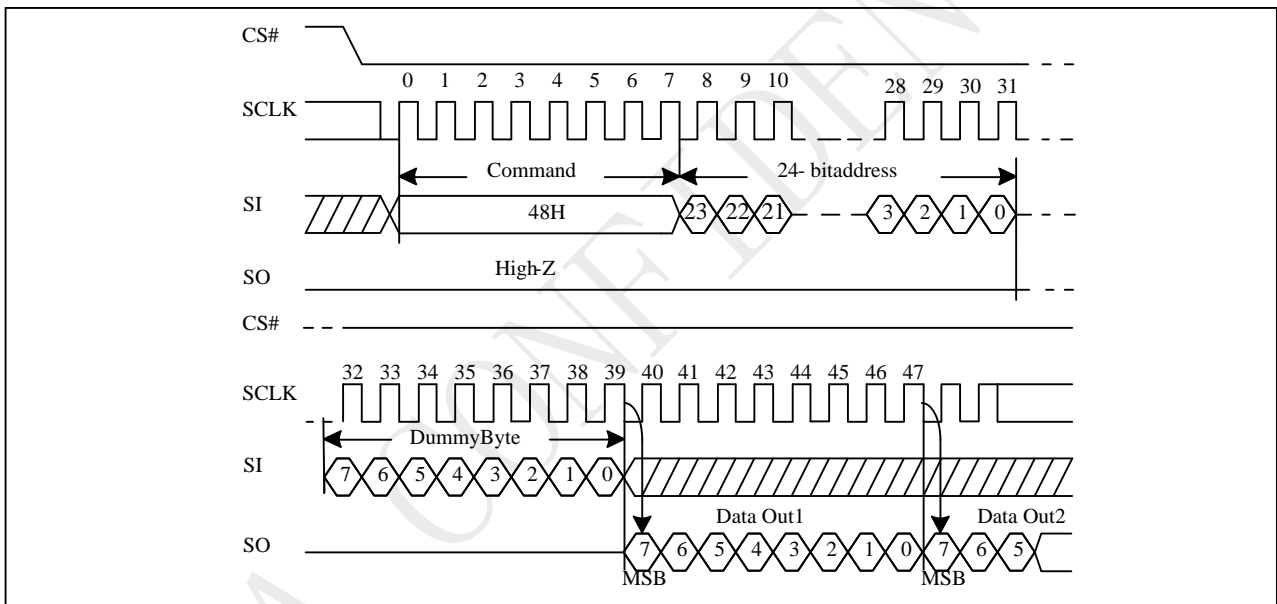 CS#
0 1 2 3 4 5 6 7 8 9 10 28 29 30 31
SCLK
Command 24- bitaddress
SI 48H 23 22 21 3 2 1 0
High-Z
SO
CS#
32 33 34 35 36 37 38 39 40 41 42 43 44 45 46 47
SCLK
DummyByte
SI 7 6 5 4 3 2 1 0
Data Out1 Data Out2
SO 7 6 5 4 3 2 1 0 7 6 5
MSB MSB
A CONFIDEN